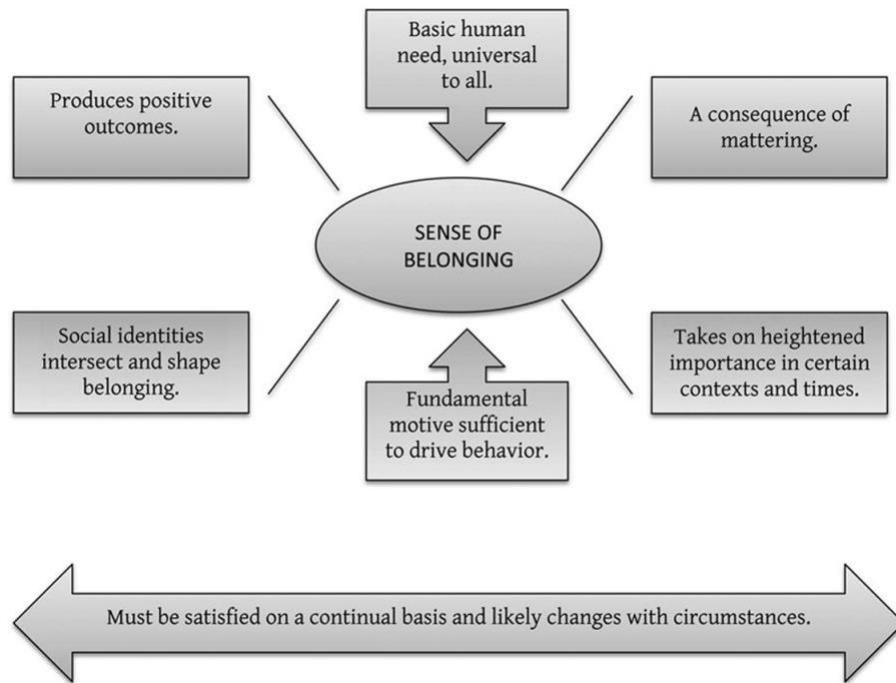 Basic human
need, universal
to all.
Produces positive
outcomes.
A consequence of
mattering.
SENSE OF
BELONGING
Social identities
intersect and shape
belonging.
Takes on heightened
importance in certain
contexts and times.
Fundamental
motive sufficient
to drive behavior.
Must be satisfied on a continual basis and likely changes with circumstances.